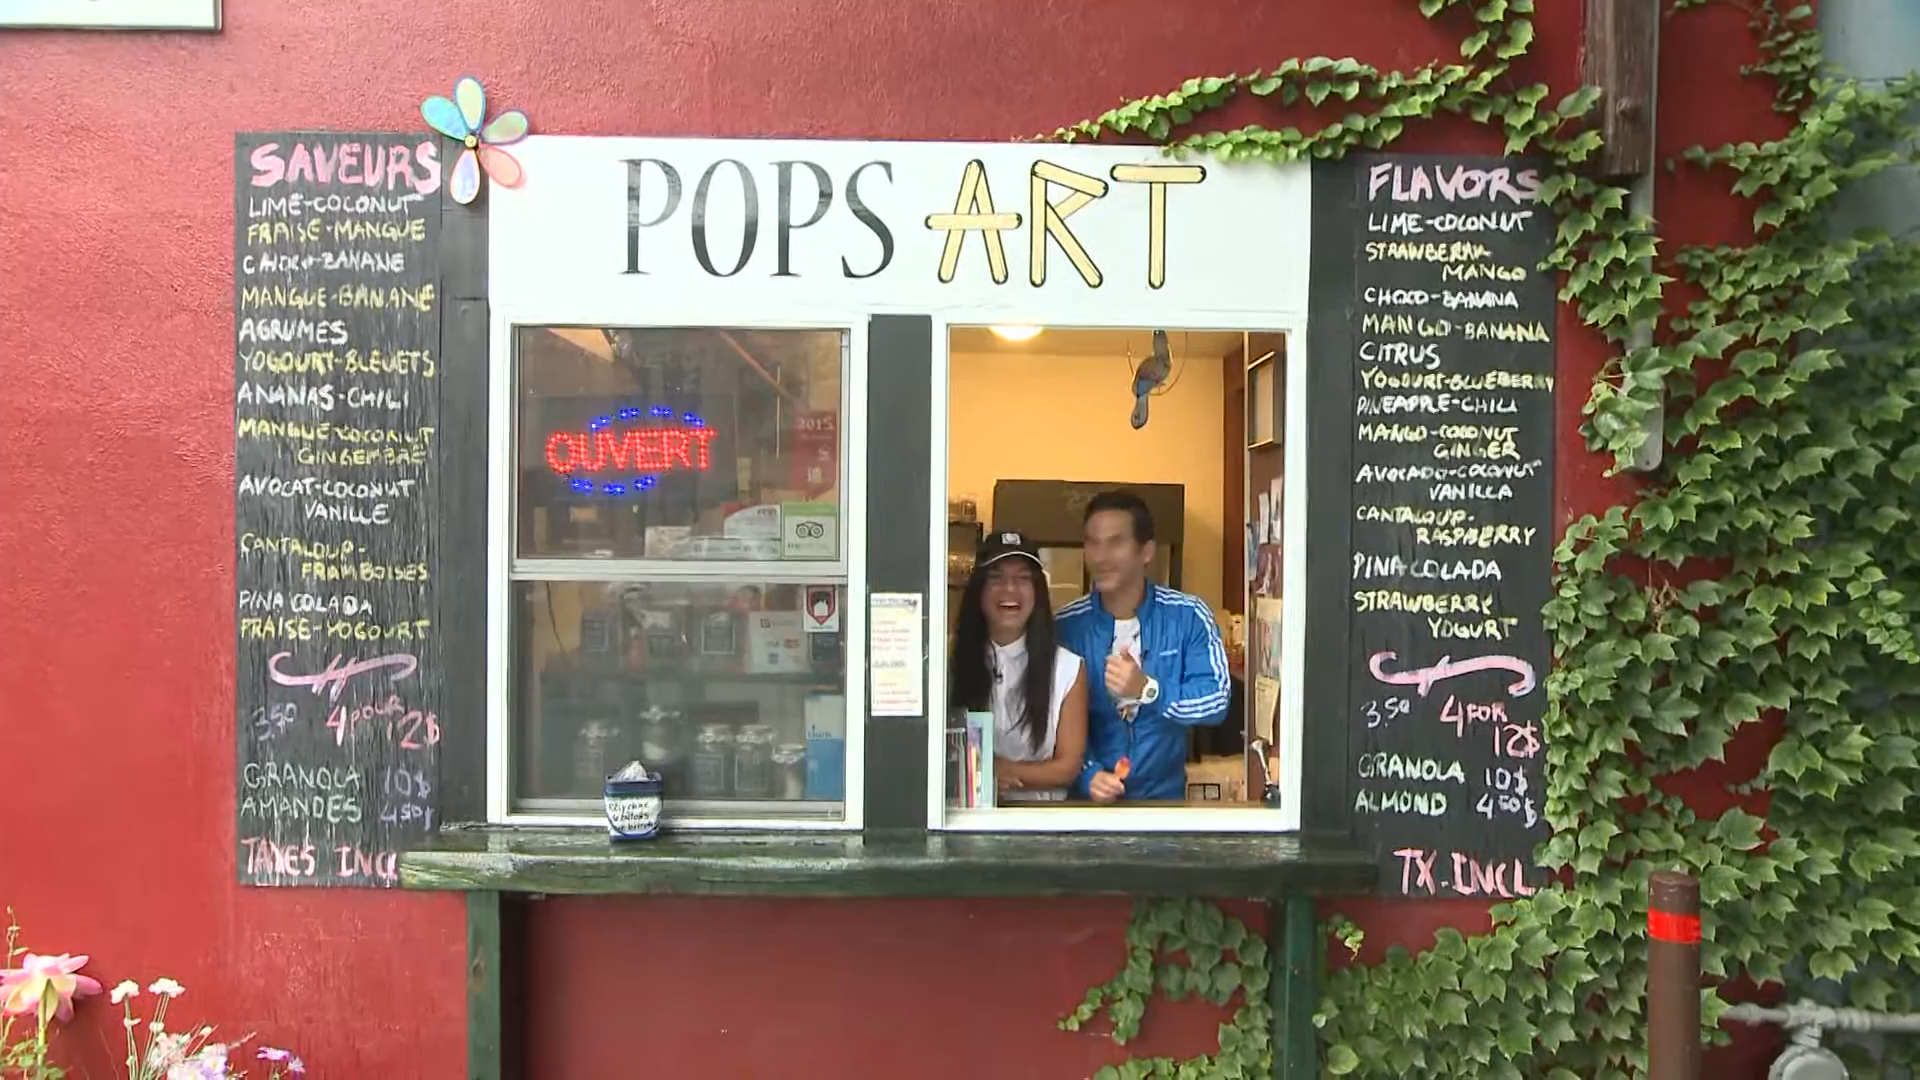 SAVEURS
LIME-COCONUT
FRAISE-MANGUE
CHOCO-BANANE
MANGUE-BANANE
AGRUMES
YOGOURT-BLEUETS
ANANAS-CHILI
MANGUE-COCONUT
GINGEMBRE
AVOCAT-COCONUT
VANILLE
CANTALOUP-
FRAMBOISES
PINA COLADA
FRAISE-YOGOURT
3.50 4 POUR
12$
GRANOLA 10$
AMANDES 4.50$
TAXES INCL
POPS ART
OUVERT
2015
FLAVORS
LIME-COCONUT
STRAWBERRY
MANGO
CHOCO-BANANA
MANGO-BANANA
CITRUS
YOGOURT-BLUEBERRY
PINEAPPLE-CHILI
MANGO-COCONUT
GINGER
AVOCADO-COCONUT
VANILLA
CANTALOUP-
RASPBERRY
PINA COLADA
STRAWBERRY
YOGURT
3.50 4 FOR
12$
GRANOLA 10$
ALMOND 4.50$
TX. INCL.